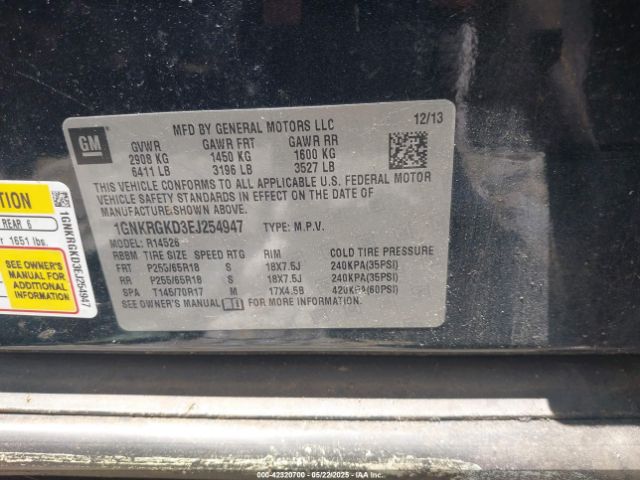 MFD BY GENERAL MOTORS LLC
12/13
GM
GVWR GAWR FRT GAWR RR
2908 KG 1450 KG 1600 KG
6411 LB 3196 LB 3527 LB
THIS VEHICLE CONFORMS TO ALL APPLICABLE U.S. FEDERAL MOTOR
VEHICLE SAFETY STANDARDS IN EFFECT ON THE DATE OF
MANUFACTURE SHOWN ABOVE.
1GNKRGKD3EJ254947 TYPE: M.P.V.
MODEL: R14526
RBBM TIRE SIZE SPEED RTG RIM COLD TIRE PRESSURE
FRT P255/65R18 S 18X7.5J 240KPA(35PSI)
RR P255/65R18 S 18X7.5J 240KPA(35PSI)
SPA T145/70R17 M 17X4.5B 420KPA(60PSI)
SEE OWNER'S MANUAL FOR MORE INFORMATION.
REAR 6
1651 lbs.
SEE OWNER'S
MANUAL FOR
ADDITIONAL
INFORMATION
1GNKRGKD3EJ254947
000-42320700 - 05/22/2025 - IAA Holdings, LLC.